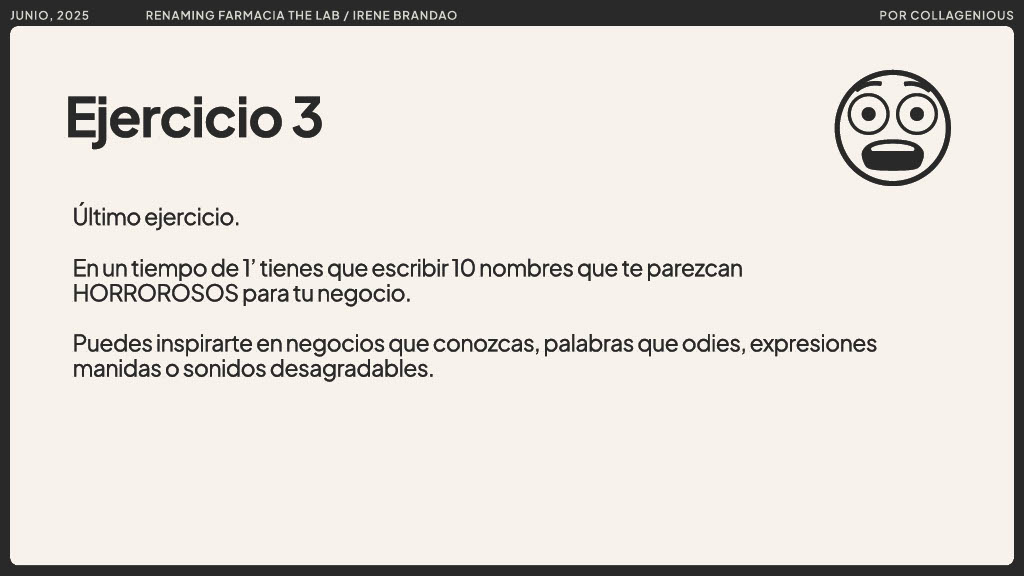 JUNIO, 2025 RENAMING FARMACIA THE LAB / IRENE BRANDAO POR COLLAGENIOUS
Ejercicio 3
Último ejercicio.
En un tiempo de 1’ tienes que escribir 10 nombres que te parezcan
HORROROSOS para tu negocio.
Puedes inspirarte en negocios que conozcas, palabras que odies, expresiones
manidas o sonidos desagradables.